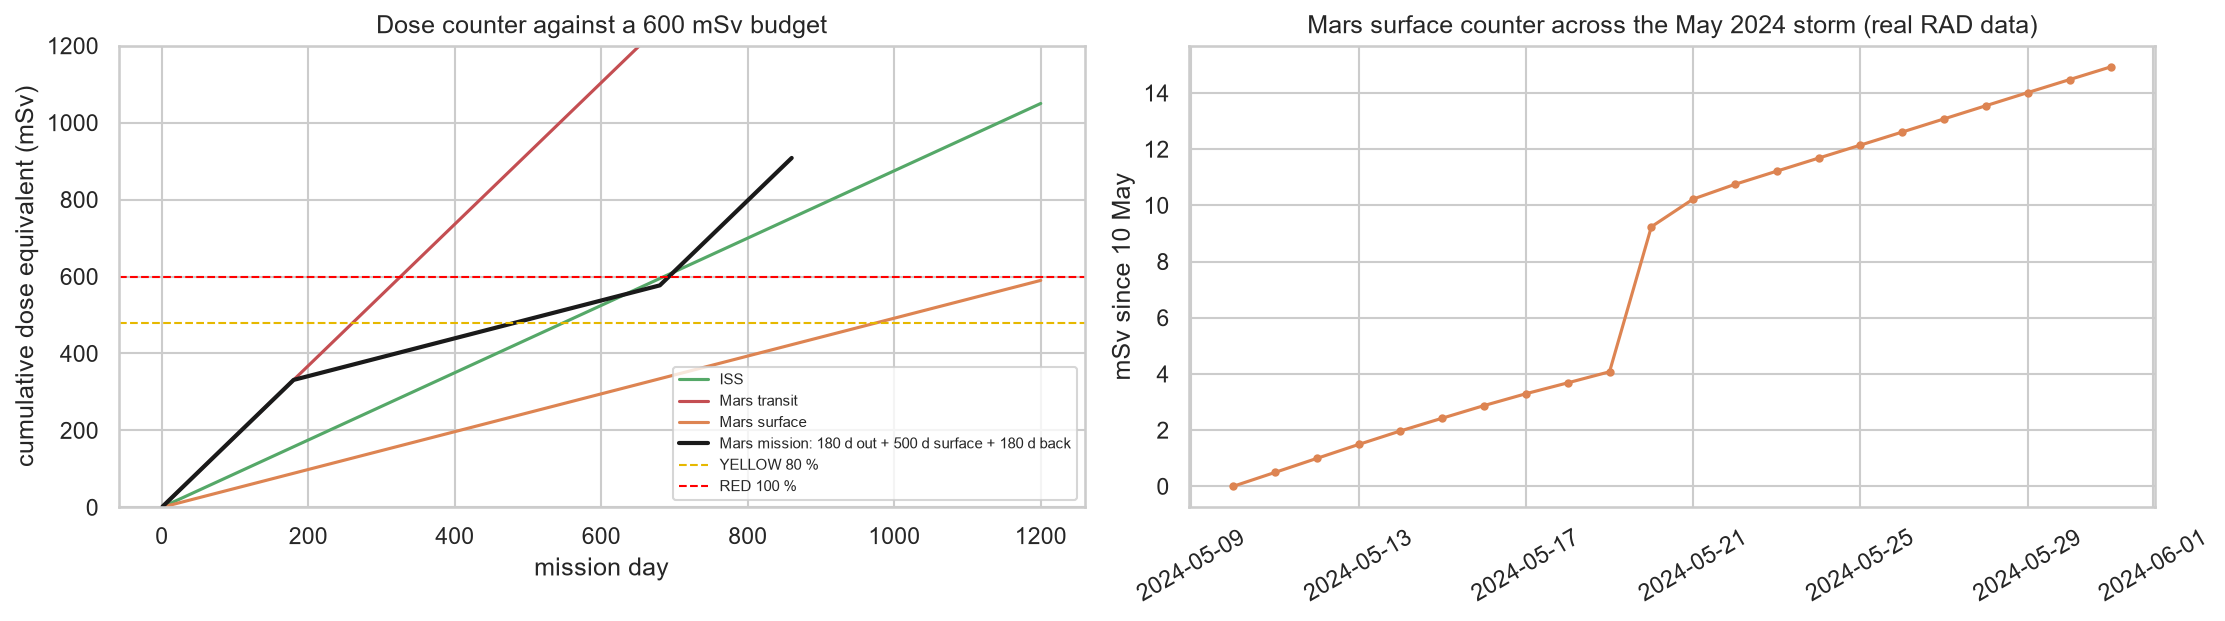 Dose counter against a 600 mSv budget
cumulative dose equivalent (mSv)
1200
1000
800
600
400
200
0
0 200 400 600 800 1000 1200
mission day
ISS
Mars transit
Mars surface
Mars mission: 180 d out + 500 d surface + 180 d back
YELLOW 80 %
RED 100 %
Mars surface counter across the May 2024 storm (real RAD data)
mSv since 10 May
14
12
10
8
6
4
2
0
2024-05-09 2024-05-13 2024-05-17 2024-05-21 2024-05-25 2024-05-29 2024-06-01